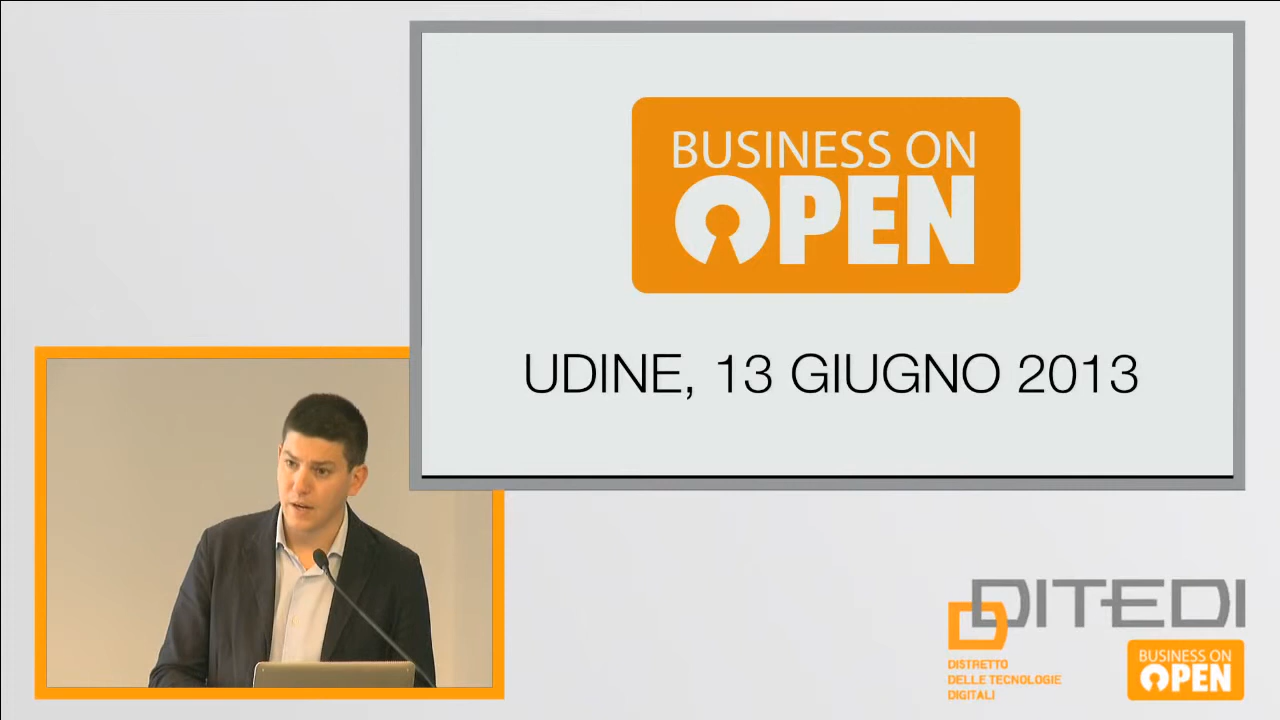 BUSINESS ON
OPEN
UDINE, 13 GIUGNO 2013
DITEDI
DISTRETTO
DELLE TECNOLOGIE
DIGITALI
BUSINESS ON
OPEN